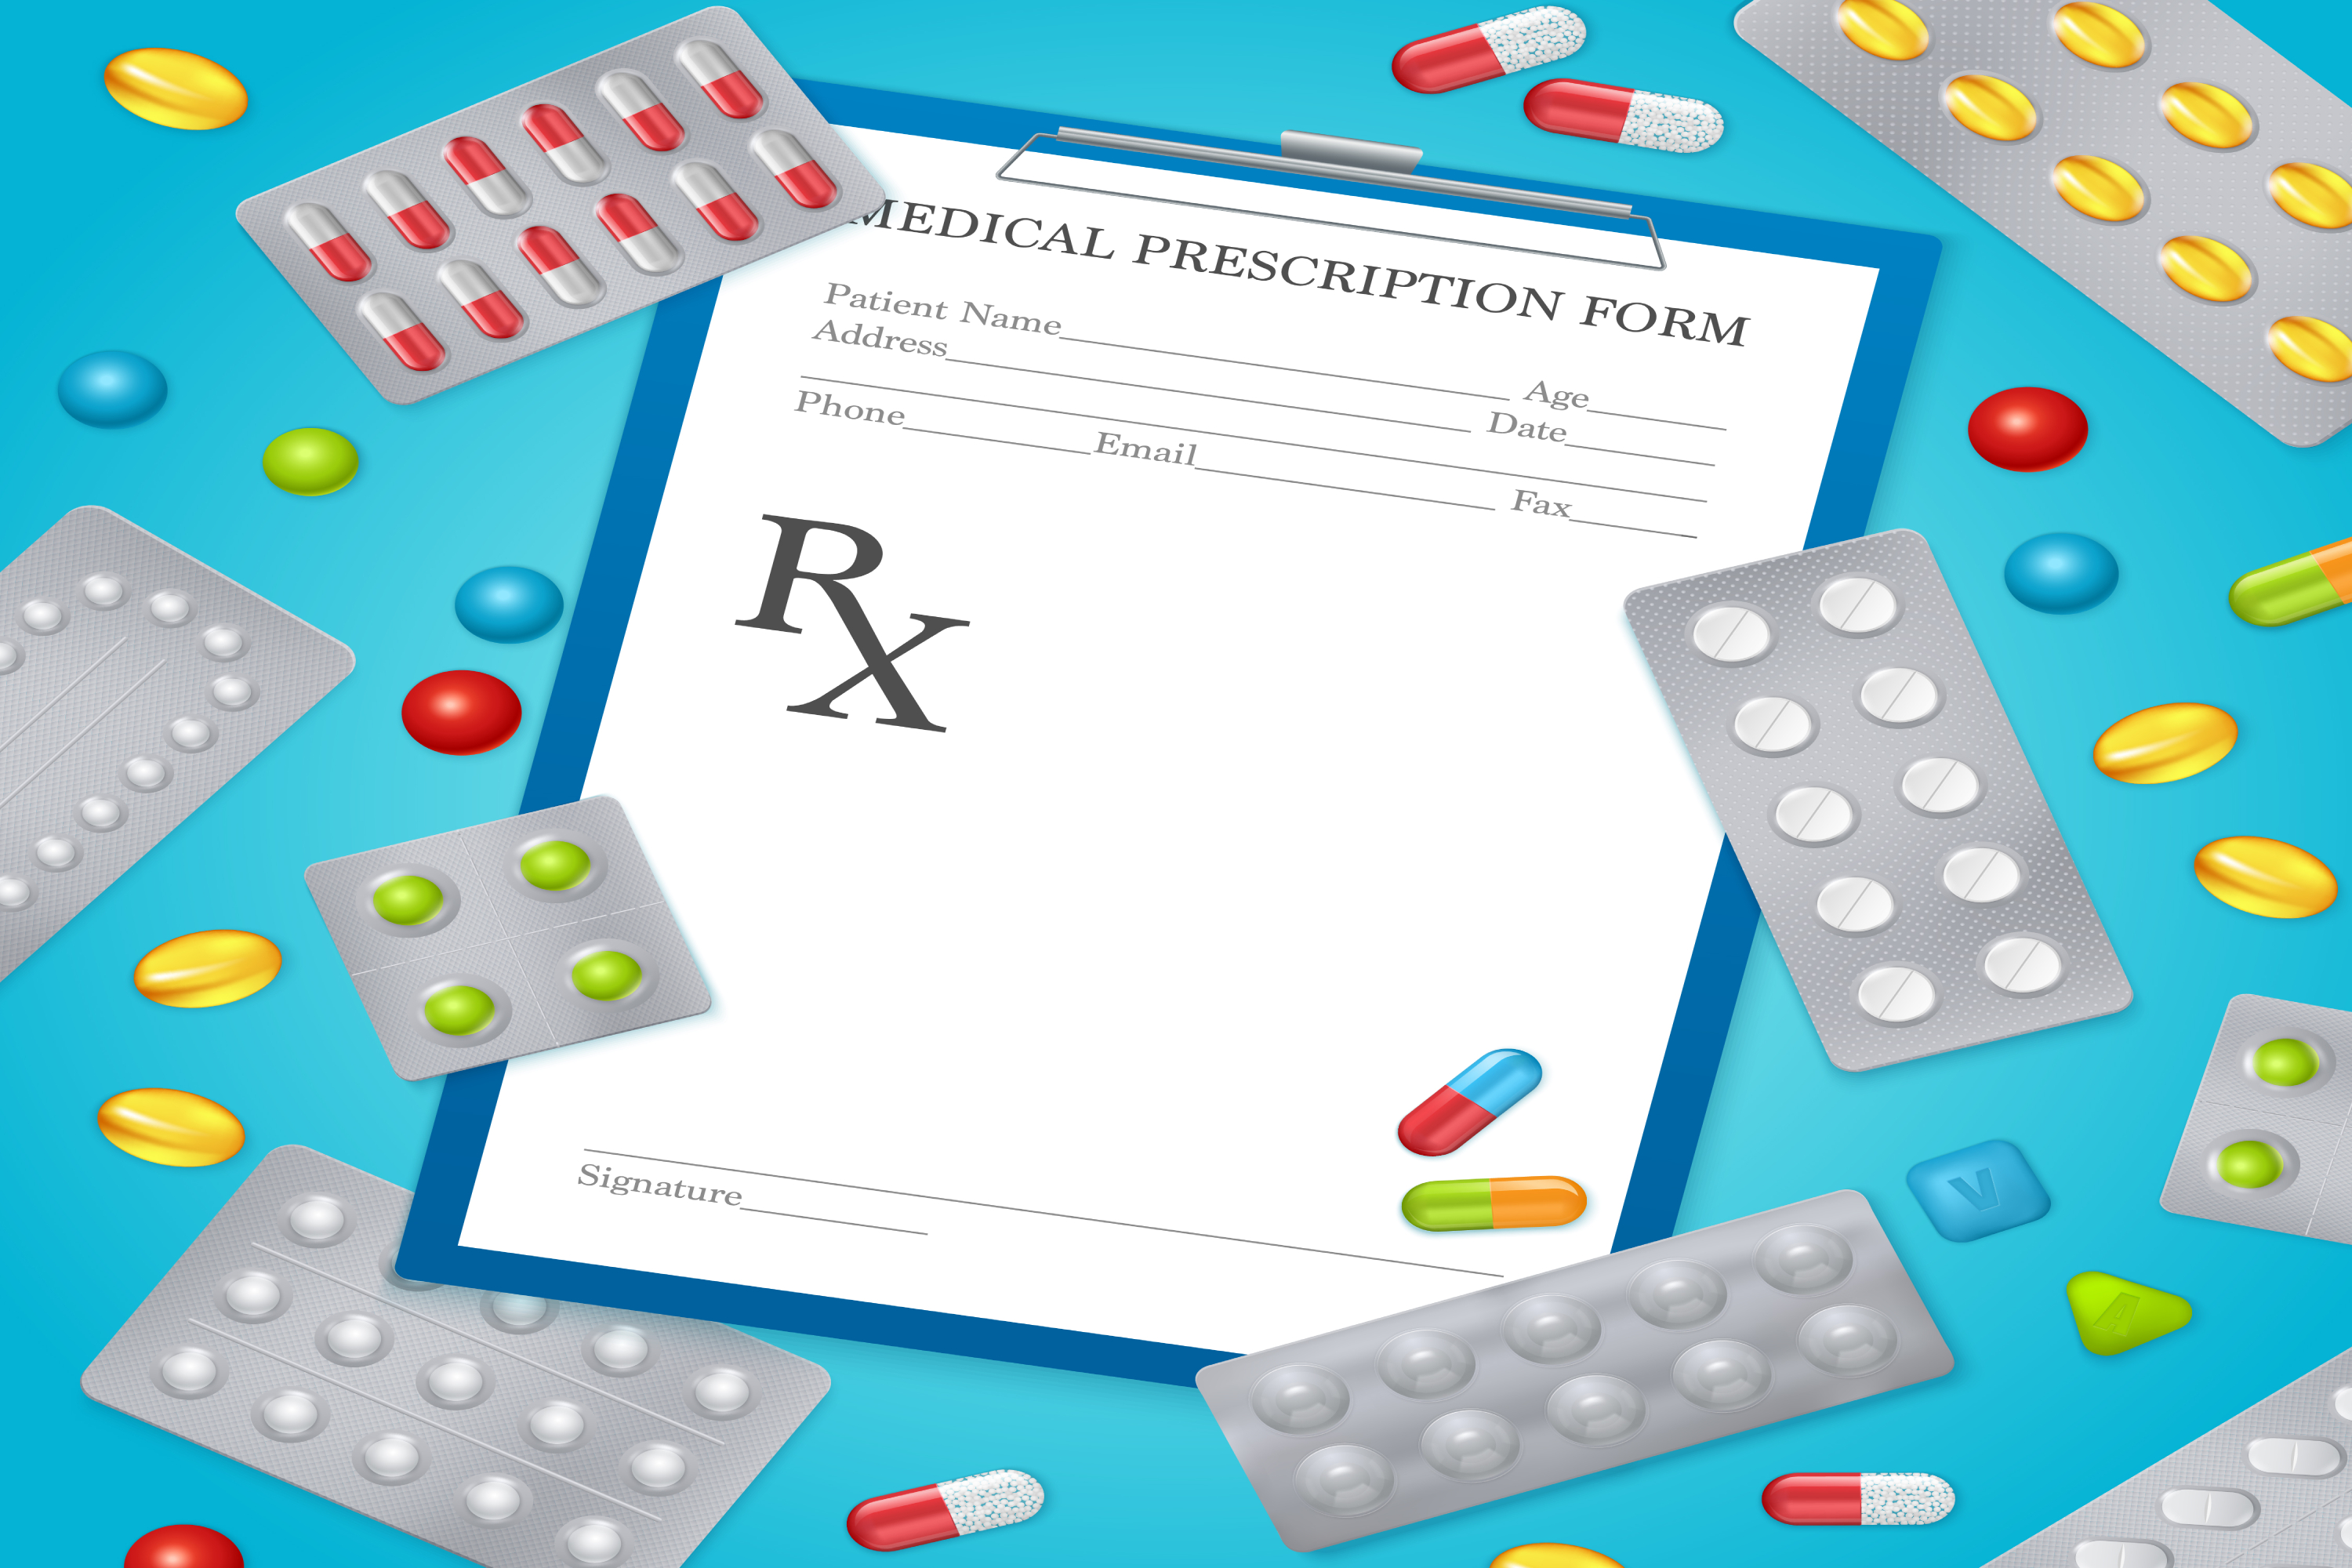 MEDICAL PRESCRIPTION FORM
Patient Name Age
Address Date
Phone Email Fax
RX
Signature
V
A